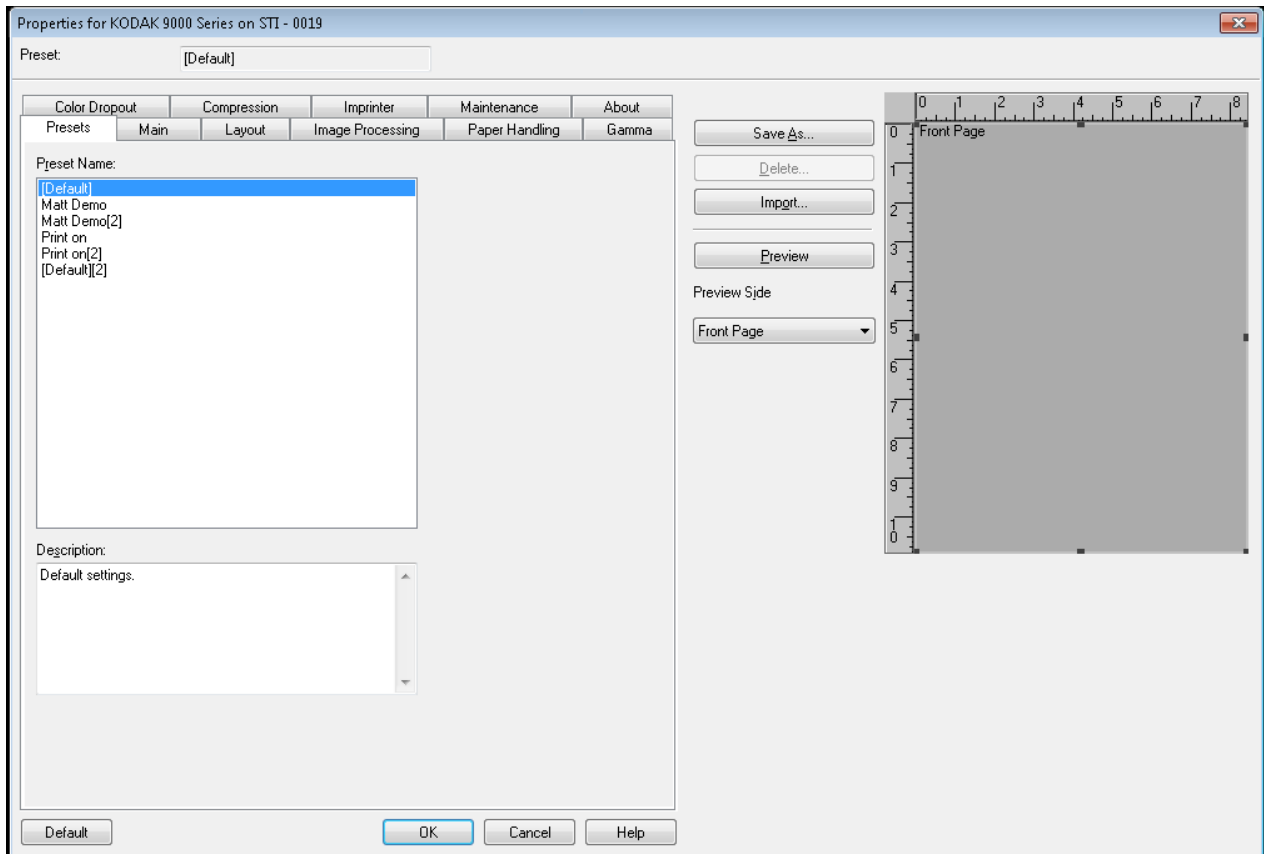 Properties for KODAK 9000 Series on STI - 0019
Preset: [Default]
Color Dropout Compression Imprinter Maintenance About
Presets Main Layout Image Processing Paper Handling Gamma
Preset Name:
[Default]
Matt Demo
Matt Demo[2]
Print on
Print on[2]
[Default][2]
Description:
Default settings.
Default OK Cancel Help
Save As...
Delete...
Import...
Preview
Preview Side
Front Page
0 1 2 3 4 5 6 7 8
Front Page
0
1
2
3
4
5
6
7
8
9
10